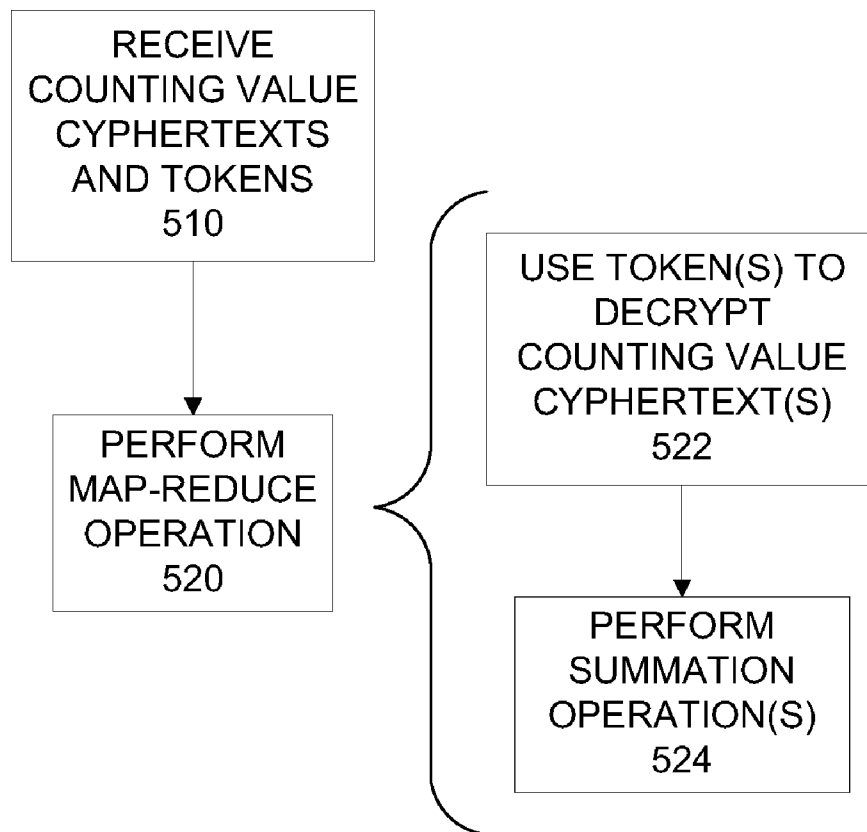 RECEIVE
COUNTING VALUE
CYPHERTEXTS
AND TOKENS
510
PERFORM
MAP-REDUCE
OPERATION
520
USE TOKEN(S) TO
DECRYPT
COUNTING VALUE
CYPHERTEXT(S)
522
PERFORM
SUMMATION
OPERATION(S)
524